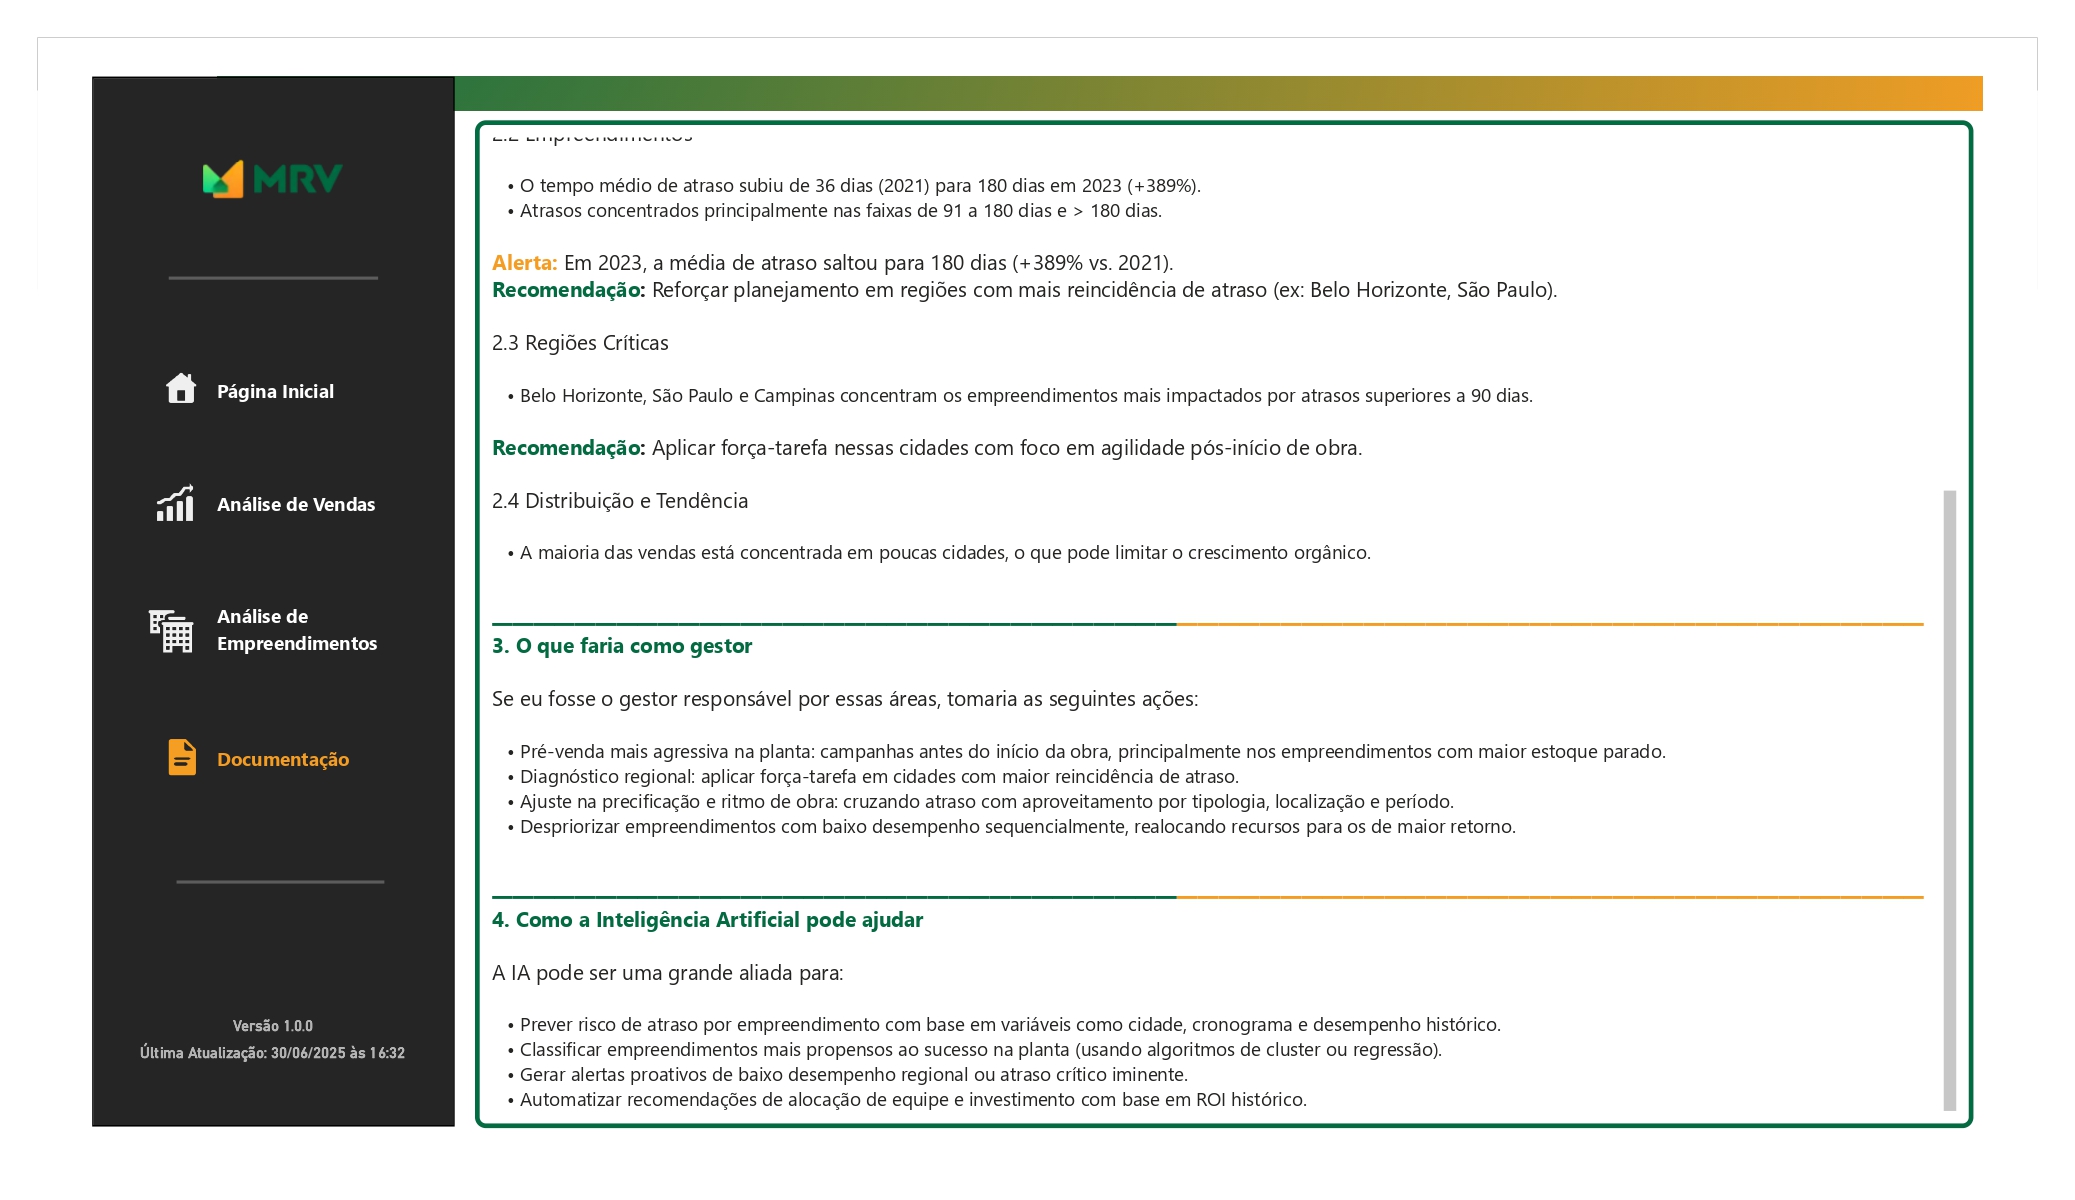 MRV
Página Inicial
Análise de Vendas
Análise de
Empreendimentos
Documentação
Versão 1.0.0
Última Atualização: 30/06/2025 às 16:32
2.2 Empreendimentos
• O tempo médio de atraso subiu de 36 dias (2021) para 180 dias em 2023 (+389%).
• Atrasos concentrados principalmente nas faixas de 91 a 180 dias e > 180 dias.
Alerta: Em 2023, a média de atraso saltou para 180 dias (+389% vs. 2021).
Recomendação: Reforçar planejamento em regiões com mais reincidência de atraso (ex: Belo Horizonte, São Paulo).
2.3 Regiões Críticas
• Belo Horizonte, São Paulo e Campinas concentram os empreendimentos mais impactados por atrasos superiores a 90 dias.
Recomendação: Aplicar força-tarefa nessas cidades com foco em agilidade pós-início de obra.
2.4 Distribuição e Tendência
• A maioria das vendas está concentrada em poucas cidades, o que pode limitar o crescimento orgânico.
3. O que faria como gestor
Se eu fosse o gestor responsável por essas áreas, tomaria as seguintes ações:
• Pré-venda mais agressiva na planta: campanhas antes do início da obra, principalmente nos empreendimentos com maior estoque parado.
• Diagnóstico regional: aplicar força-tarefa em cidades com maior reincidência de atraso.
• Ajuste na precificação e ritmo de obra: cruzando atraso com aproveitamento por tipologia, localização e período.
• Despriorizar empreendimentos com baixo desempenho sequencialmente, realocando recursos para os de maior retorno.
4. Como a Inteligência Artificial pode ajudar
A IA pode ser uma grande aliada para:
• Prever risco de atraso por empreendimento com base em variáveis como cidade, cronograma e desempenho histórico.
• Classificar empreendimentos mais propensos ao sucesso na planta (usando algoritmos de cluster ou regressão).
• Gerar alertas proativos de baixo desempenho regional ou atraso crítico iminente.
• Automatizar recomendações de alocação de equipe e investimento com base em ROI histórico.